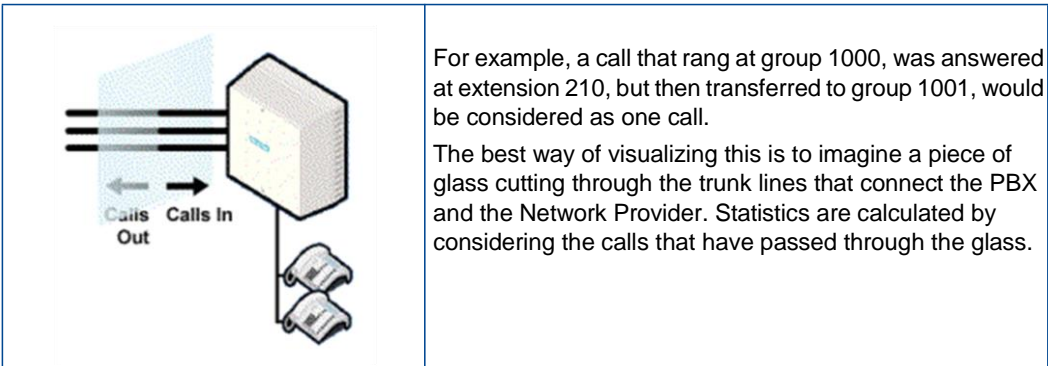 Calls Calls In
Out
For example, a call that rang at group 1000, was answered
at extension 210, but then transferred to group 1001, would
be considered as one call.
The best way of visualizing this is to imagine a piece of
glass cutting through the trunk lines that connect the PBX
and the Network Provider. Statistics are calculated by
considering the calls that have passed through the glass.